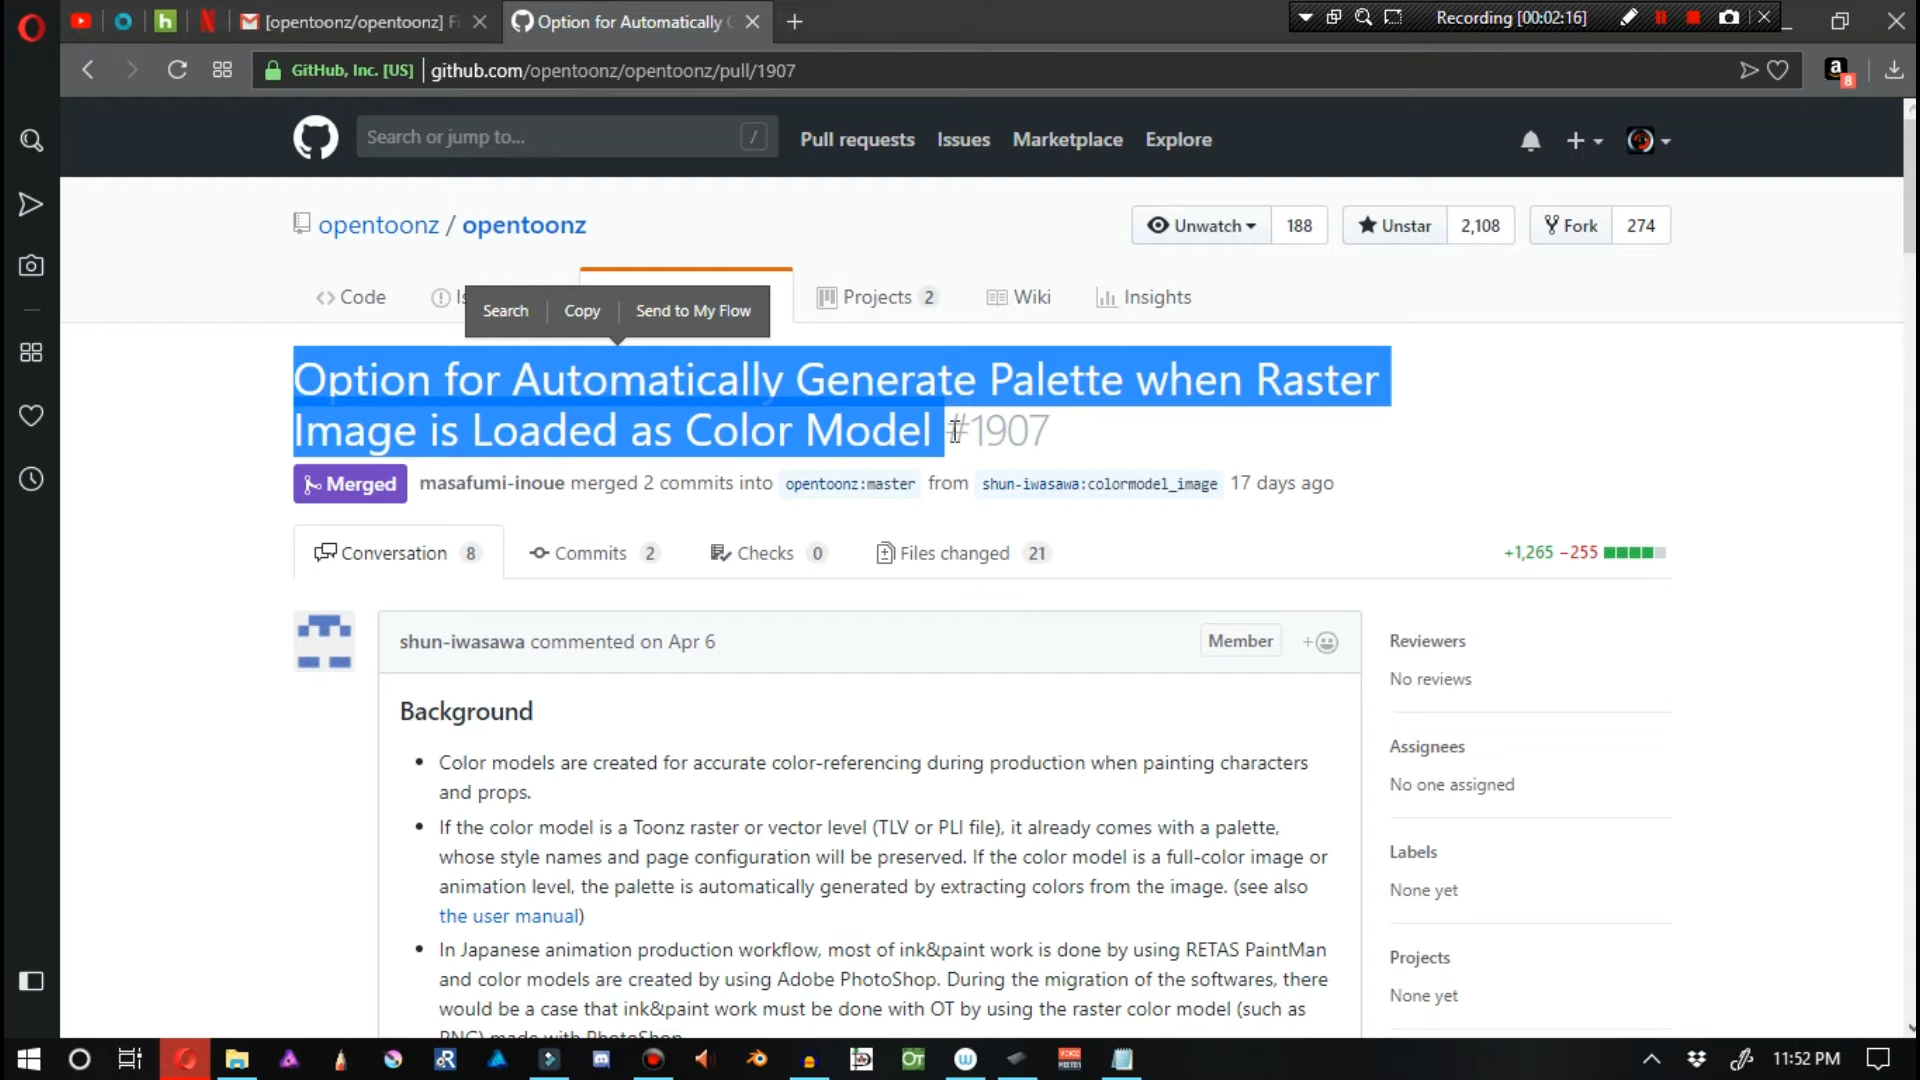 [opentoonz/opentoonz] Fi
Option for Automatically G
Recording [00:02:16]
GitHub, Inc. [US]
github.com/opentoonz/opentoonz/pull/1907
a
8
Search or jump to...
/
Pull requests
Issues
Marketplace
Explore
opentoonz / opentoonz
Unwatch
188
Unstar
2,108
Fork
274
Code
Is
Projects 2
Wiki
Insights
Search
Copy
Send to My Flow
Option for Automatically Generate Palette when Raster
Image is Loaded as Color Model #1907
Merged
masafumi-inoue merged 2 commits into opentoonz:master from shun-iwasawa:colormodel_image 17 days ago
Conversation 8
Commits 2
Checks 0
Files changed 21
+1,265 −255
shun-iwasawa commented on Apr 6
Member
Background
Color models are created for accurate color-referencing during production when painting characters
and props.
If the color model is a Toonz raster or vector level (TLV or PLI file), it already comes with a palette,
whose style names and page configuration will be preserved. If the color model is a full-color image or
animation level, the palette is automatically generated by extracting colors from the image. (see also
the user manual)
In Japanese animation production workflow, most of ink&paint work is done by using RETAS PaintMan
and color models are created by using Adobe PhotoShop. During the migration of the softwares, there
would be a case that ink&paint work must be done with OT by using the raster color model (such as
PNG) made with PhotoShop.
Reviewers
No reviews
Assignees
No one assigned
Labels
None yet
Projects
None yet
OT
11:52 PM